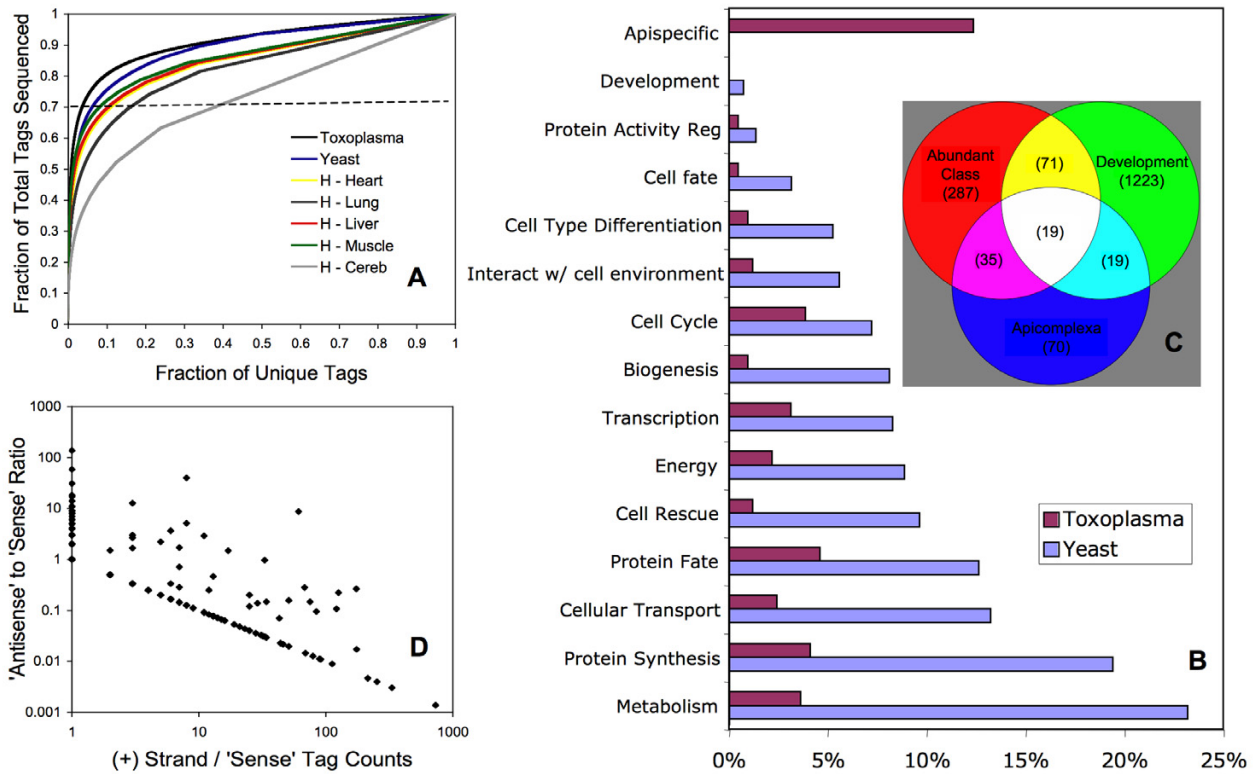 Fraction of Total Tags Sequenced
1
0.9
0.8
0.7
0.6
0.5
0.4
0.3
0.2
0.1
0
Toxoplasma
Yeast
H - Heart
H - Lung
H - Liver
H - Muscle
H - Cereb
A
0 0.1 0.2 0.3 0.4 0.5 0.6 0.7 0.8 0.9 1
Fraction of Unique Tags
'Antisense' to 'Sense' Ratio
1000
100
10
1
0.1
0.01
0.001
D
1 10 100 1000
(+) Strand / 'Sense' Tag Counts
Apispecific
Development
Protein Activity Reg
Cell fate
Cell Type Differentiation
Interact w/ cell environment
Cell Cycle
Biogenesis
Transcription
Energy
Cell Rescue
Protein Fate
Cellular Transport
Protein Synthesis
Metabolism
0% 5% 10% 15% 20% 25%
Toxoplasma
Yeast
B
Abundant
Class
(287)
(71)
Development
(1223)
(19)
(35)
(19)
Apicomplexa
(70)
C